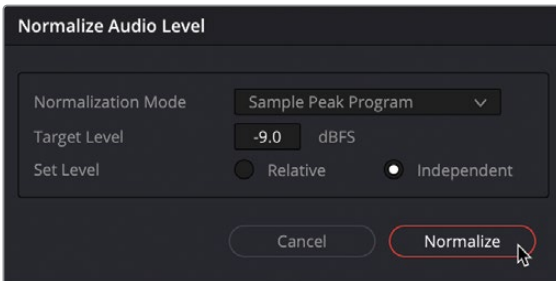 Normalize Audio Level
Normalization Mode Sample Peak Program
Target Level -9.0 dBFS
Set Level Relative Independent
Cancel Normalize